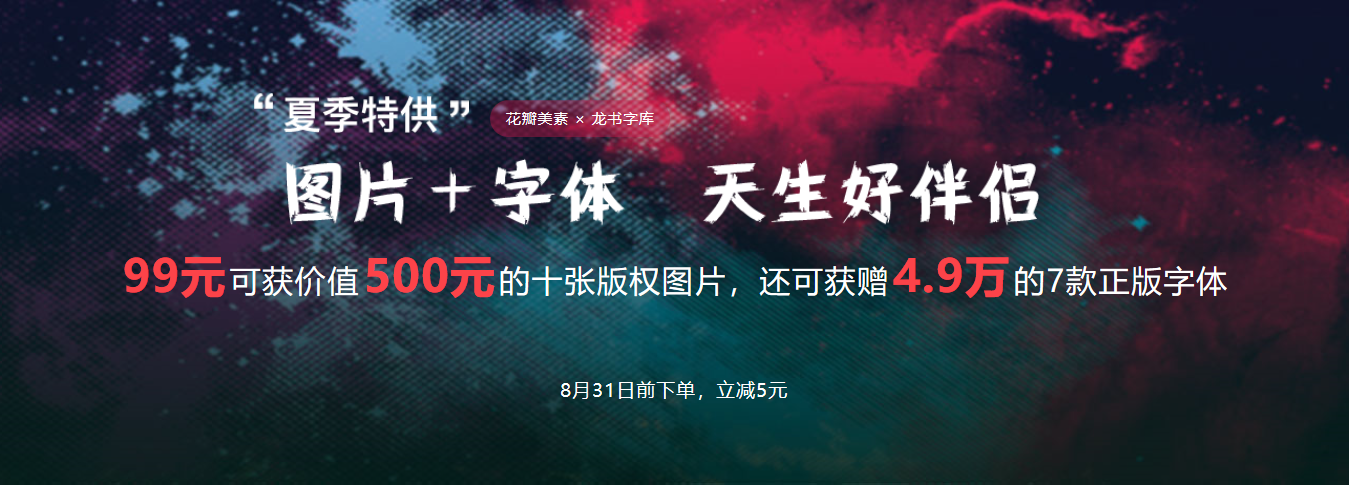 “夏季特供” 花瓣美素 × 龙书字库
图片+字体 天生好伴侣
99元可获价值500元的十张版权图片，还可获赠4.9万的7款正版字体
8月31日前下单，立减5元